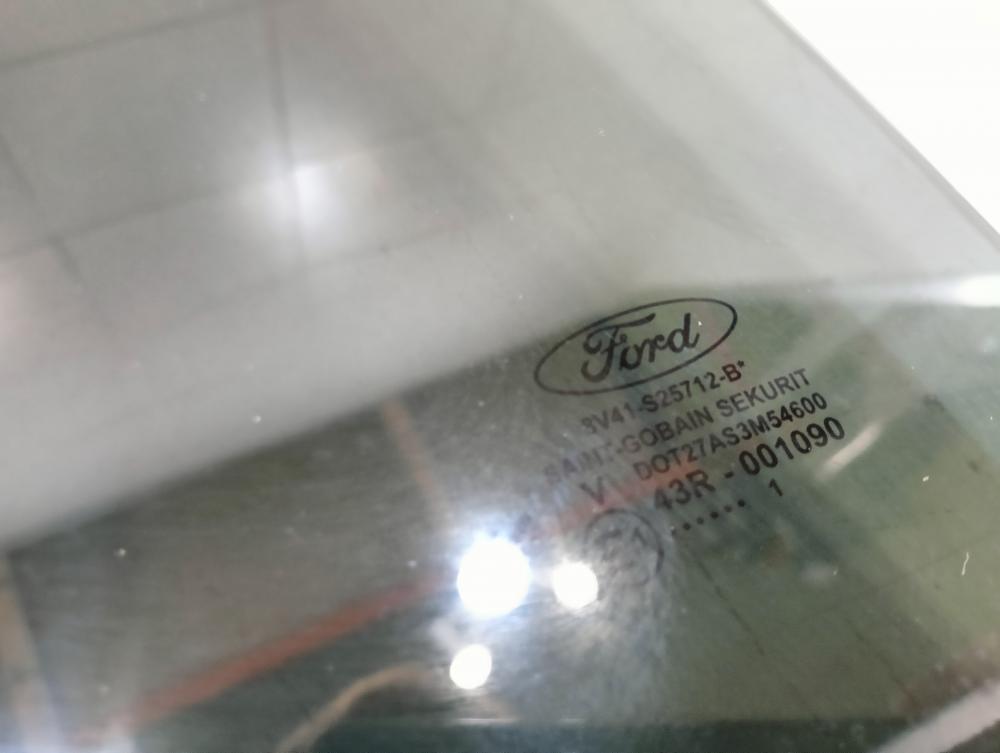 Ford
8V41-S25712-B*
SAINT-GOBAIN SEKURIT
DOT27AS3M54600
43R - 001090
...... 1